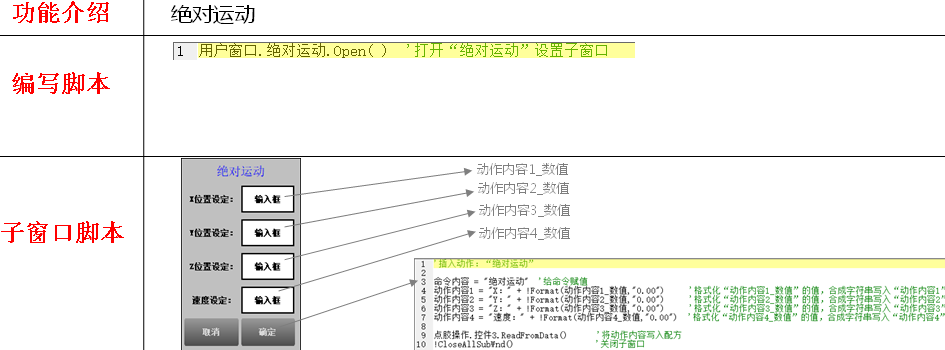 功能介绍
绝对运动
编写脚本
1 用户窗口.绝对运动.Open( ) '打开“绝对运动”设置子窗口
子窗口脚本
绝对运动
X位置设定： 输入框
Y位置设定： 输入框
Z位置设定： 输入框
速度设定： 输入框
取消 确定
动作内容1_数值
动作内容2_数值
动作内容3_数值
动作内容4_数值
1 '插入动作：“绝对运动”
2
3 命令内容 = "绝对运动" '给命令赋值
4 动作内容1 = "X：" + !Format(动作内容1_数值,"0.00") '格式化“动作内容1_数值”的值，合成字符串写入“动作内容1”
5 动作内容2 = "Y：" + !Format(动作内容2_数值,"0.00") '格式化“动作内容2_数值”的值，合成字符串写入“动作内容2”
6 动作内容3 = "Z：" + !Format(动作内容3_数值,"0.00") '格式化“动作内容3_数值”的值，合成字符串写入“动作内容3”
7 动作内容4 = "速度：" + !Format(动作内容4_数值,"0.00") '格式化“动作内容4_数值”的值，合成字符串写入“动作内容4”
8
9 点胶操作.控件3.ReadFromData() '将动作内容写入配方
10 !CloseAllSubWnd() '关闭子窗口